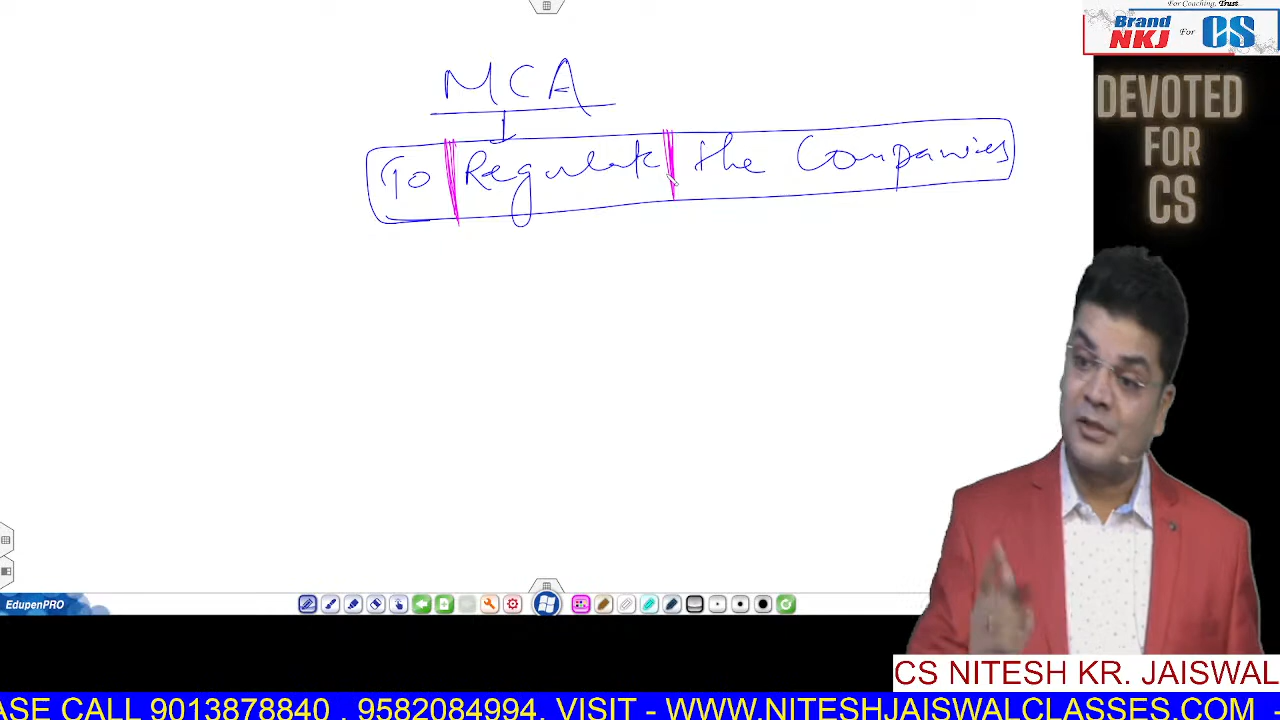 For Coaching, Trust
Brand NKJ For CS
MCA
To Regulate the Companies
DEVOTED
FOR
CS
EdupenPRO
CS NITESH KR. JAISWAL
ASE CALL 9013878840 , 9582084994, VISIT - WWW.NITESHJAISWALCLASSES.COM -